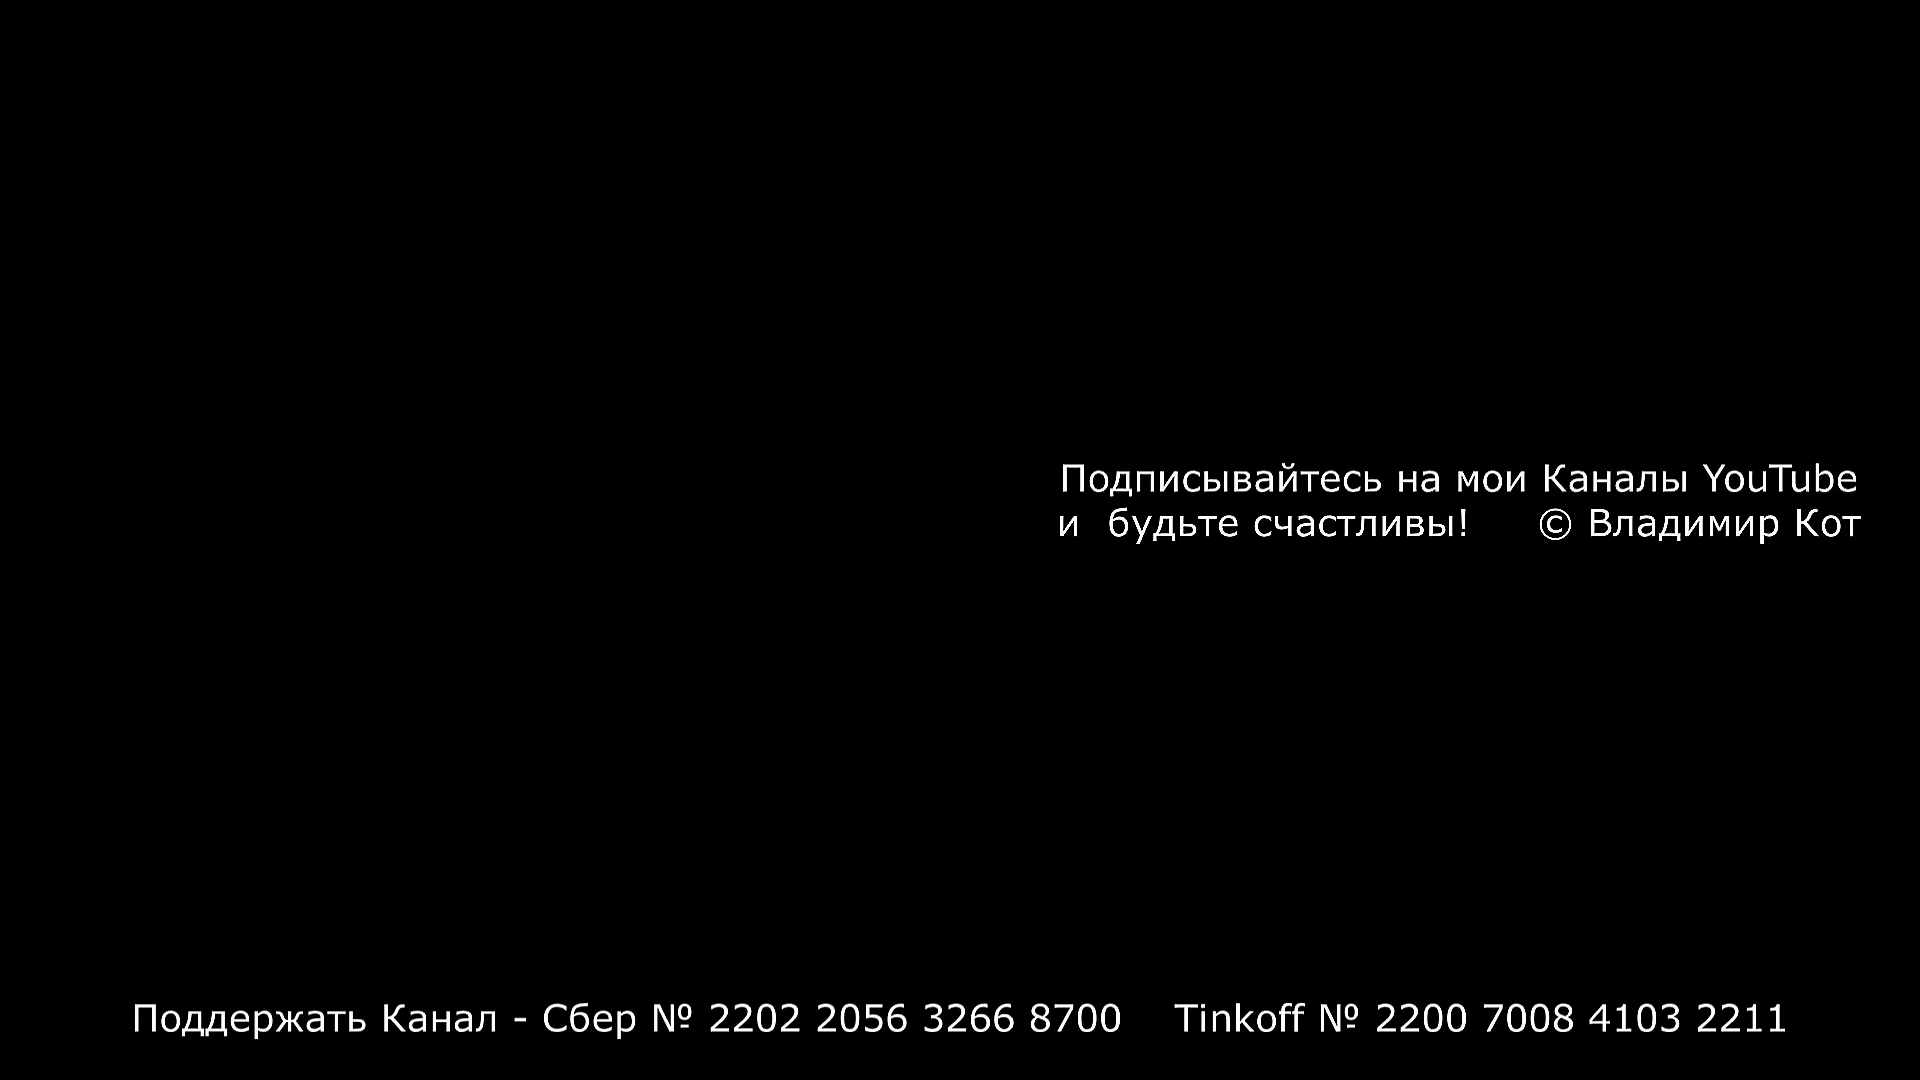 Подписывайтесь на мои Каналы YouTube
и будьте счастливы! © Владимир Кот
Поддержать Канал - Сбер № 2202 2056 3266 8700 Tinkoff № 2200 7008 4103 2211